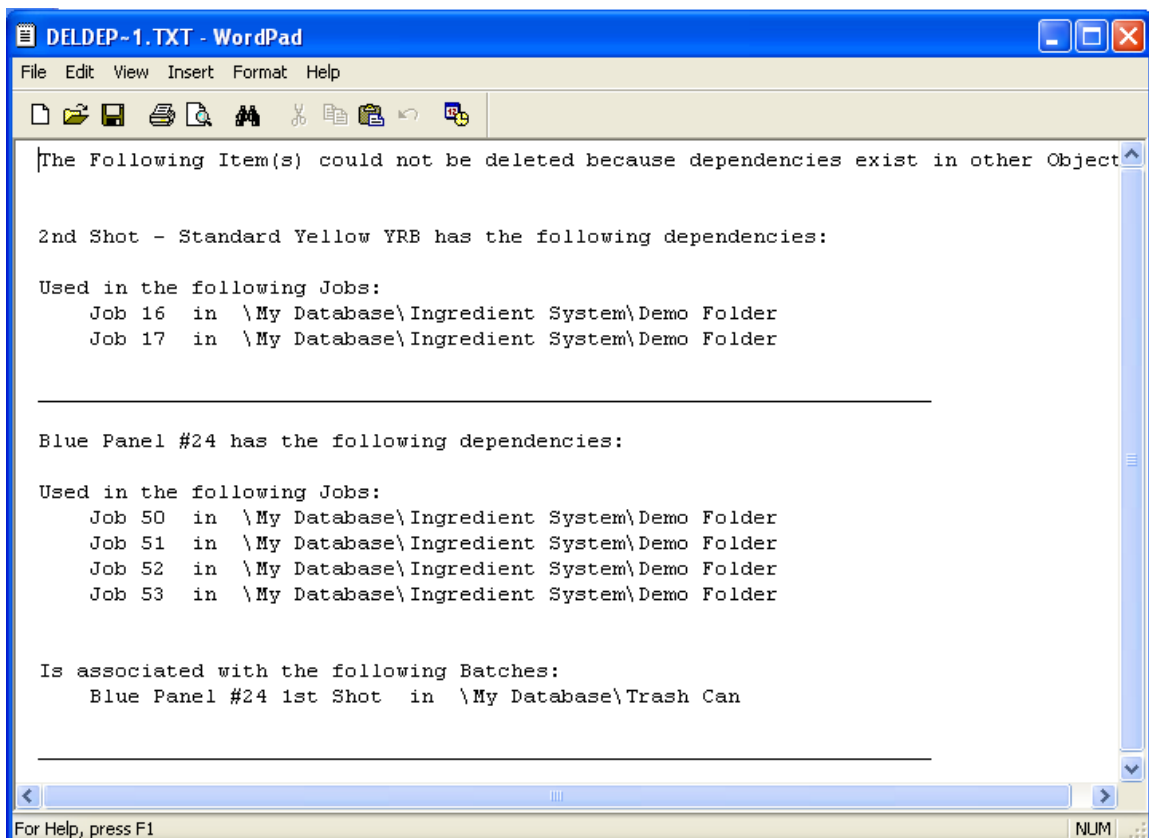 DELDEP~1.TXT - WordPad
File Edit View Insert Format Help
The Following Item(s) could not be deleted because dependencies exist in other Object
2nd Shot - Standard Yellow YRB has the following dependencies:
Used in the following Jobs:
Job 16 in \My Database\Ingredient System\Demo Folder
Job 17 in \My Database\Ingredient System\Demo Folder
Blue Panel #24 has the following dependencies:
Used in the following Jobs:
Job 50 in \My Database\Ingredient System\Demo Folder
Job 51 in \My Database\Ingredient System\Demo Folder
Job 52 in \My Database\Ingredient System\Demo Folder
Job 53 in \My Database\Ingredient System\Demo Folder
Is associated with the following Batches:
Blue Panel #24 1st Shot in \My Database\Trash Can
For Help, press F1 NUM